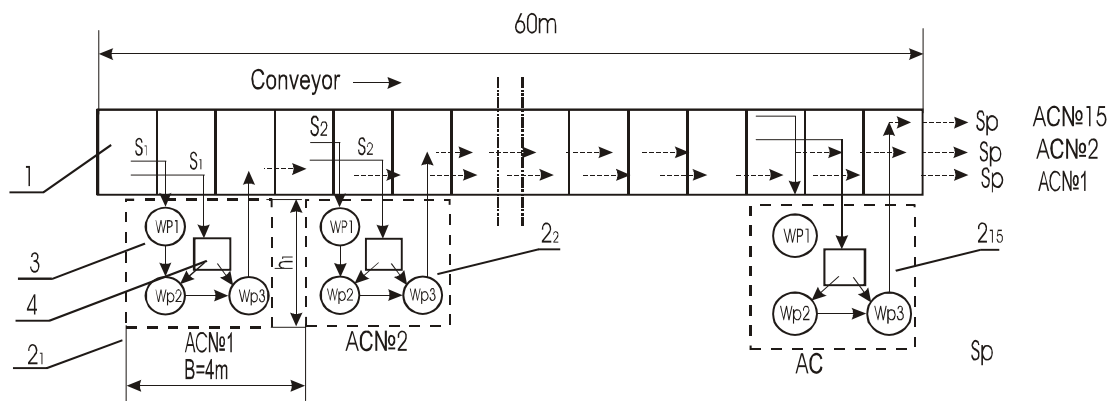 60m
Conveyor
Sp ACNº15
Sp ACNº2
Sp ACNº1
S1 S1
S2 S2
1
WP1
Wp2 Wp3
3
4
2₁
h₁
WP1
Wp2 Wp3
2₂
WP1
Wp2 Wp3
2₁₅
ACNº1
B=4m
ACNº2
AC
Sp